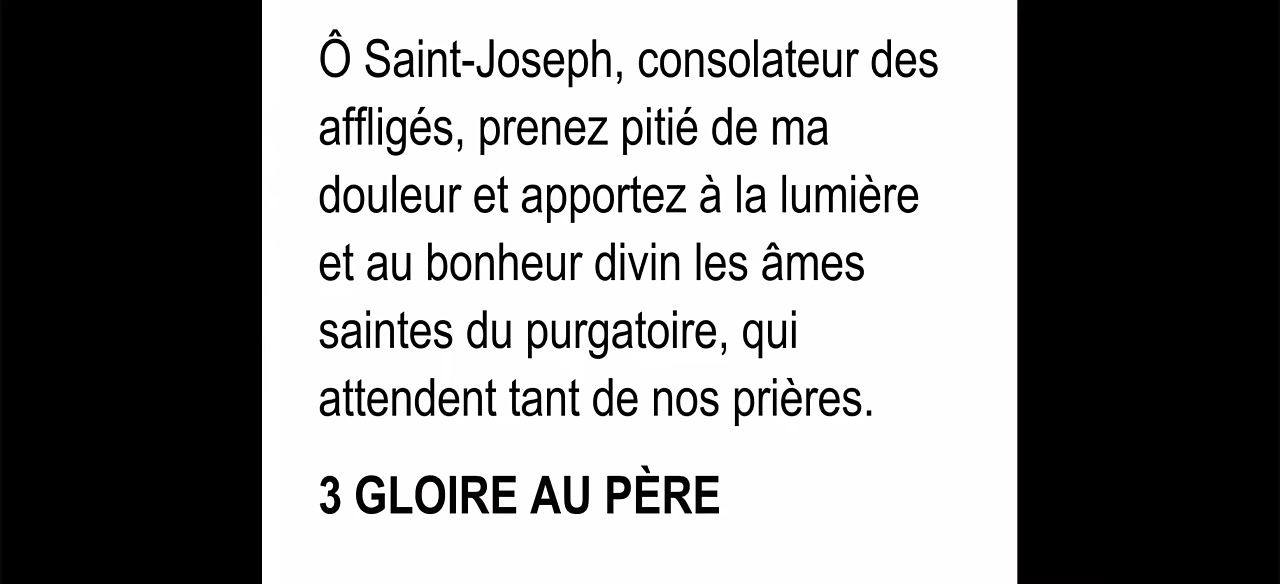 Ô Saint-Joseph, consolateur des
affligés, prenez pitié de ma
douleur et apportez à la lumière
et au bonheur divin les âmes
saintes du purgatoire, qui
attendent tant de nos prières.
3 GLOIRE AU PÈRE